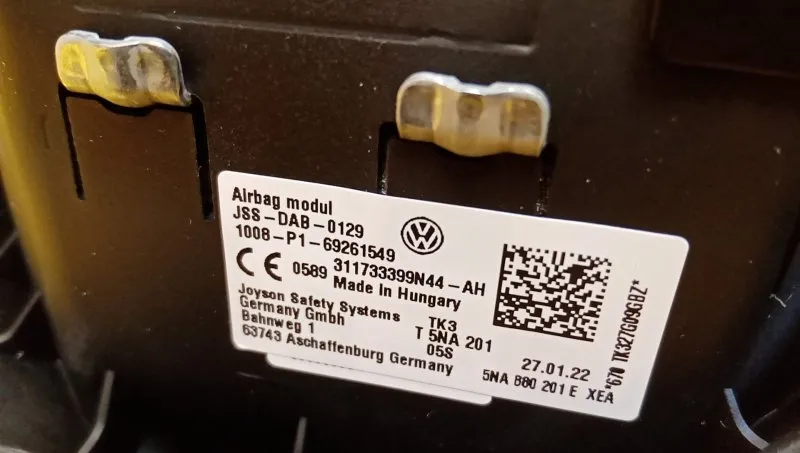 Airbag modul
JSS-DAB-0129
1008-P1-69261549
CE 0589 311733399N44-AH
Made In Hungary
Joyson Safety Systems TK3
Germany GmbH T 5NA 201
Bahnweg 1 05S
63743 Aschaffenburg Germany
27.01.22
5NA 880 201 E XEA
*670 TK327G09GBZ*